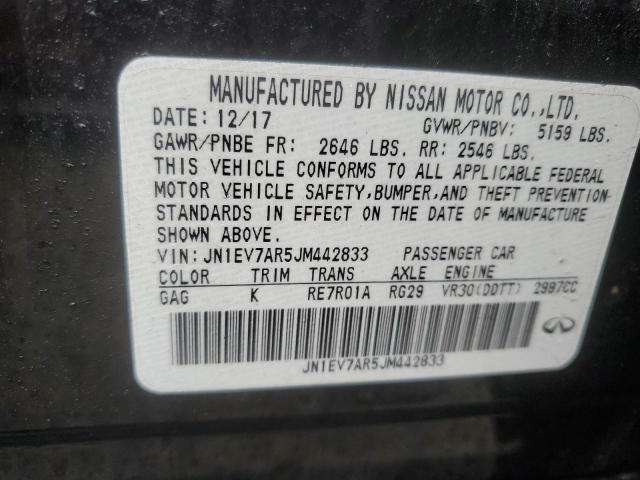 MANUFACTURED BY NISSAN MOTOR CO.,LTD.
DATE: 12/17 GVWR/PNBV: 5159 LBS.
GAWR/PNBE FR: 2646 LBS. RR: 2546 LBS.
THIS VEHICLE CONFORMS TO ALL APPLICABLE FEDERAL
MOTOR VEHICLE SAFETY,BUMPER,AND THEFT PREVENTION
STANDARDS IN EFFECT ON THE DATE OF MANUFACTURE
SHOWN ABOVE.
VIN:JN1EV7AR5JM442833 PASSENGER CAR
COLOR TRIM TRANS AXLE ENGINE
GAG K RE7R01A RG29 VR30(DDTT) 2997CC
JN1EV7AR5JM442833